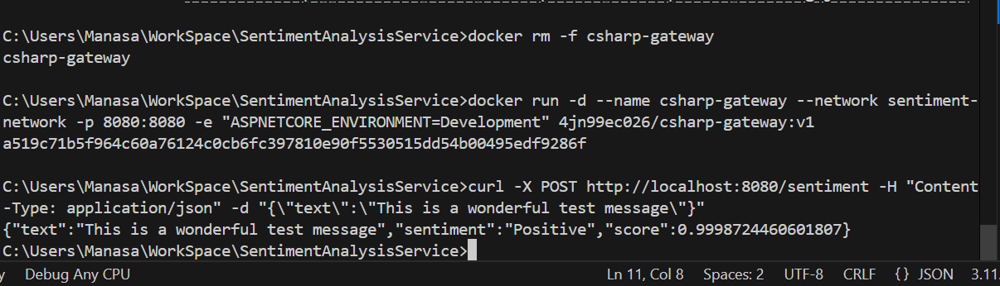 C:\Users\Manasa\WorkSpace\SentimentAnalysisService>docker rm -f csharp-gateway
csharp-gateway
C:\Users\Manasa\WorkSpace\SentimentAnalysisService>docker run -d --name csharp-gateway --network sentiment-
network -p 8080:8080 -e "ASPNETCORE_ENVIRONMENT=Development" 4jn99ec026/csharp-gateway:v1
a519c71b5f964c60a76124c0cb6fc397810e90f5530515dd54b00495edf9286f
C:\Users\Manasa\WorkSpace\SentimentAnalysisService>curl -X POST http://localhost:8080/sentiment -H "Content
-Type: application/json" -d "{\"text\":\"This is a wonderful test message\"}"
{"text":"This is a wonderful test message","sentiment":"Positive","score":0.9998724460601807}
C:\Users\Manasa\WorkSpace\SentimentAnalysisService>
y Debug Any CPU Ln 11, Col 8 Spaces: 2 UTF-8 CRLF {} JSON 3.11.